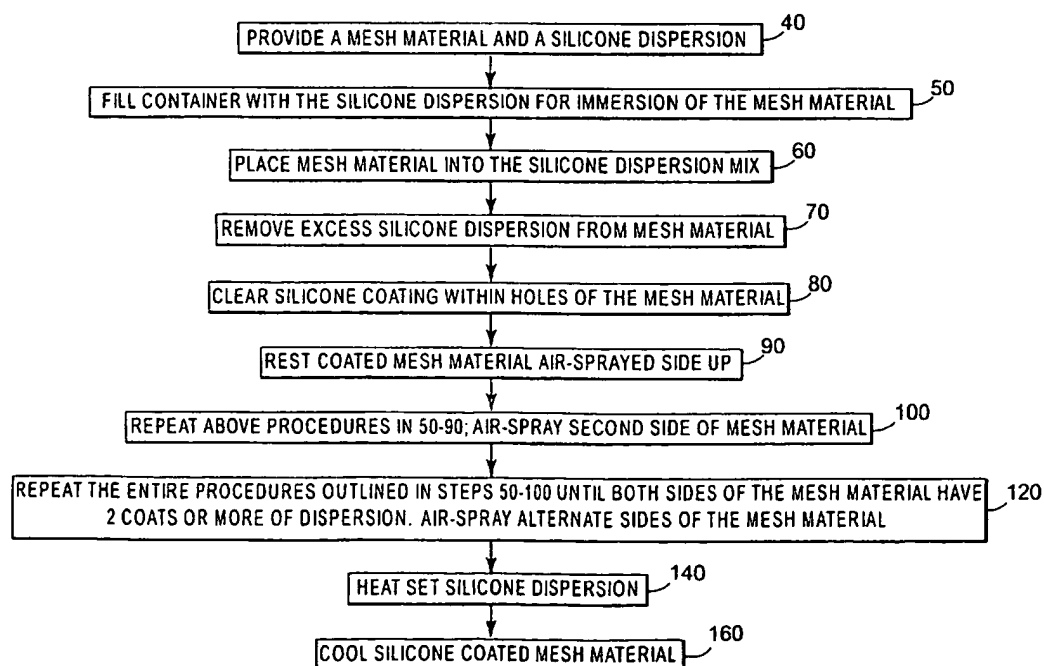 PROVIDE A MESH MATERIAL AND A SILICONE DISPERSION
40
FILL CONTAINER WITH THE SILICONE DISPERSION FOR IMMERSION OF THE MESH MATERIAL
50
PLACE MESH MATERIAL INTO THE SILICONE DISPERSION MIX
60
REMOVE EXCESS SILICONE DISPERSION FROM MESH MATERIAL
70
CLEAR SILICONE COATING WITHIN HOLES OF THE MESH MATERIAL
80
REST COATED MESH MATERIAL AIR-SPRAYED SIDE UP
90
REPEAT ABOVE PROCEDURES IN 50-90; AIR-SPRAY SECOND SIDE OF MESH MATERIAL
100
REPEAT THE ENTIRE PROCEDURES OUTLINED IN STEPS 50-100 UNTIL BOTH SIDES OF THE MESH MATERIAL HAVE
2 COATS OR MORE OF DISPERSION. AIR-SPRAY ALTERNATE SIDES OF THE MESH MATERIAL
120
HEAT SET SILICONE DISPERSION
140
COOL SILICONE COATED MESH MATERIAL
160